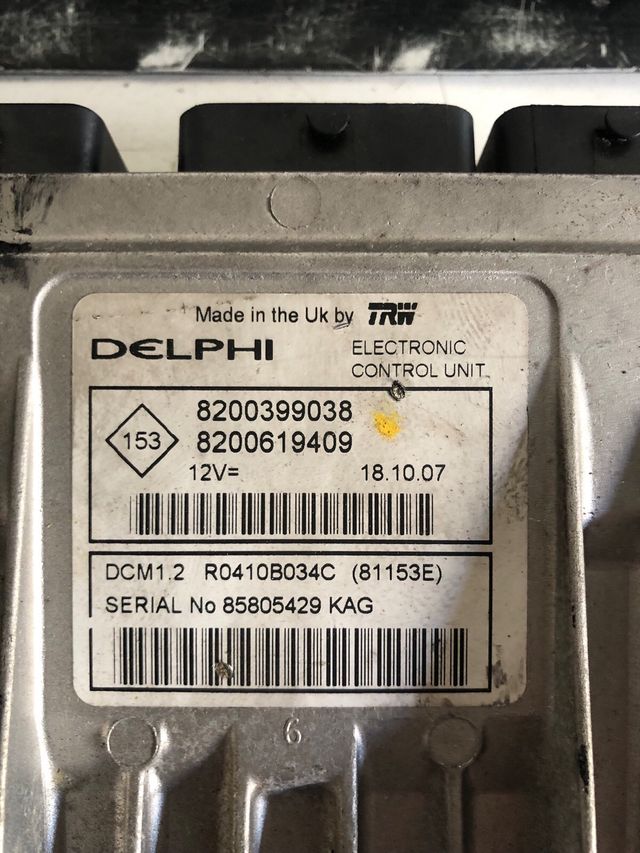 Made in the Uk by TRW
DELPHI
ELECTRONIC
CONTROL UNIT
153
8200399038
8200619409
12V=
18.10.07
DCM1.2 R0410B034C (81153E)
SERIAL No 85805429 KAG
6